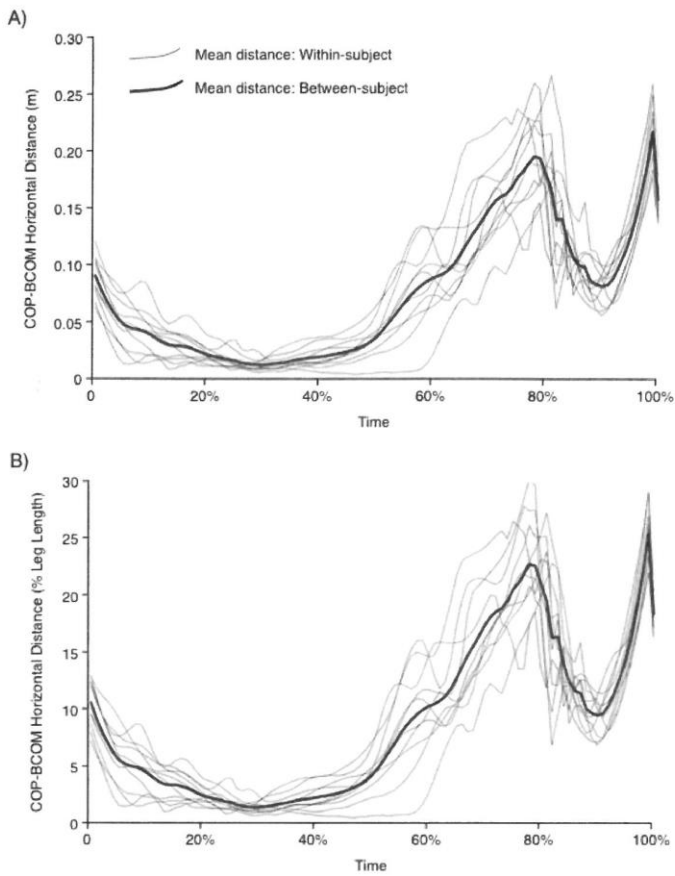 A)
0.30
Mean distance: Within-subject
Mean distance: Between-subject
0.25
0.20
0.15
0.10
0.05
0
COP-BCOM Horizontal Distance (m)
0 20% 40% 60% 80% 100%
Time
B)
30
25
20
15
10
5
0
COP-BCOM Horizontal Distance (% Leg Length)
0 20% 40% 60% 80% 100%
Time